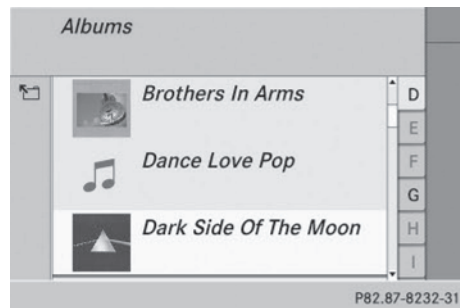 Albums
Brothers In Arms
Dance Love Pop
Dark Side Of The Moon
D
E
F
G
H
I
P82.87-8232-31